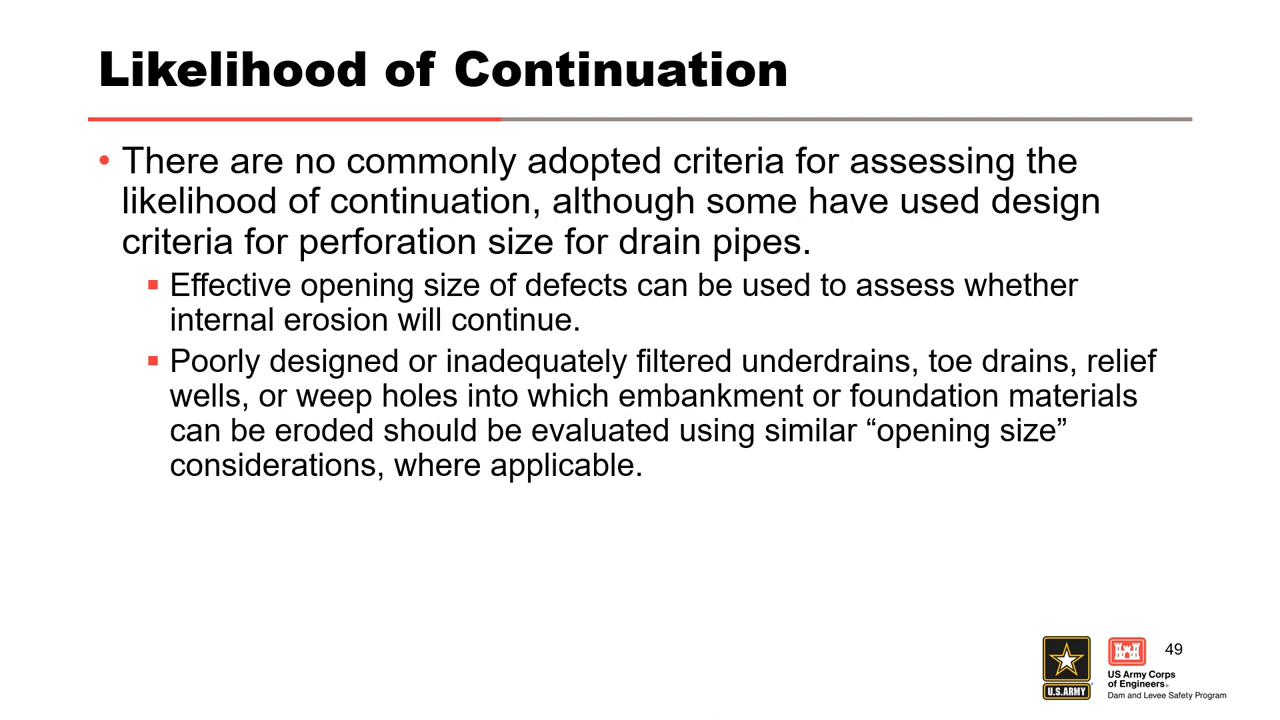 Likelihood of Continuation
• There are no commonly adopted criteria for assessing the
likelihood of continuation, although some have used design
criteria for perforation size for drain pipes.
▪ Effective opening size of defects can be used to assess whether
internal erosion will continue.
▪ Poorly designed or inadequately filtered underdrains, toe drains, relief
wells, or weep holes into which embankment or foundation materials
can be eroded should be evaluated using similar “opening size”
considerations, where applicable.
49
U.S.ARMY
US Army Corps
of Engineers®
Dam and Levee Safety Program